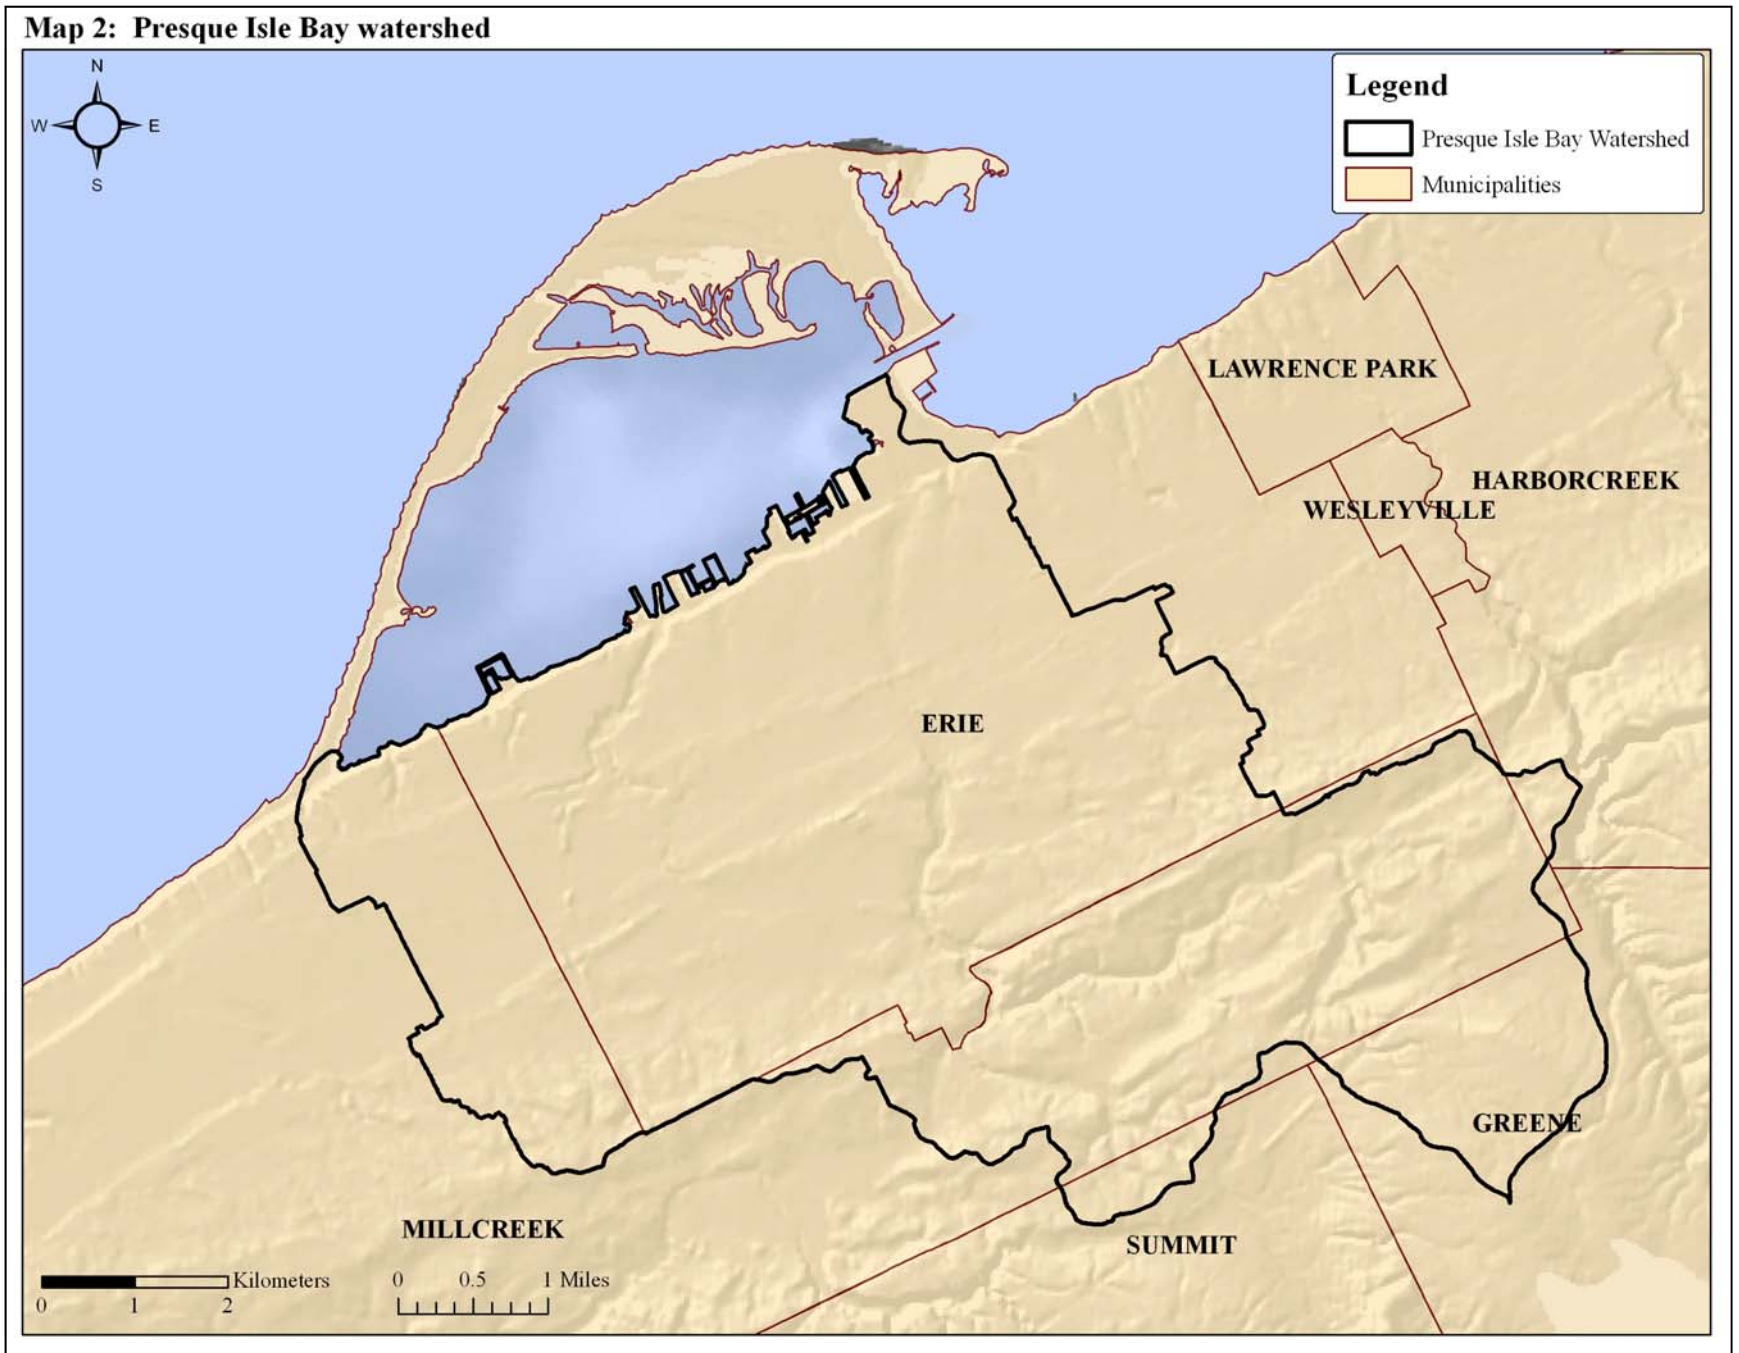 Map 2: Presque Isle Bay watershed
N
W E
S
Legend
Presque Isle Bay Watershed
Municipalities
LAWRENCE PARK
HARBORCREEK
WESLEYVILLE
ERIE
GREENE
MILLCREEK
SUMMIT
Kilometers
0 1 2
0 0.5 1 Miles